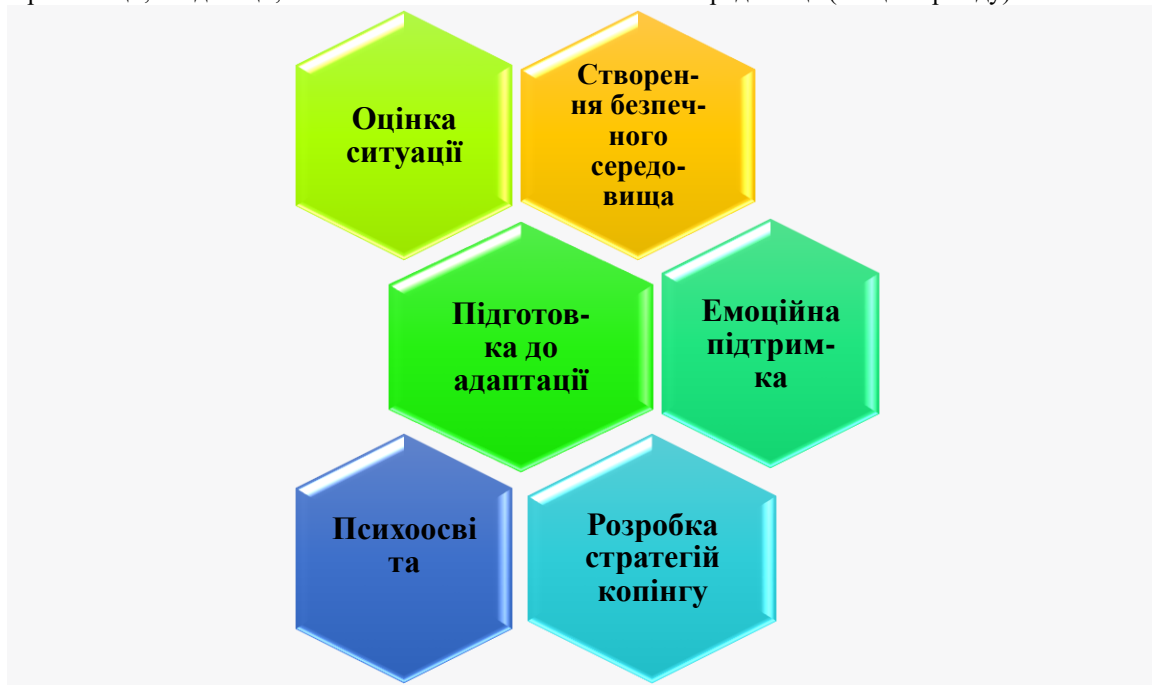 Оцінка
ситуації
Створен-
ня безпеч-
ного
середо-
вища
Підготов-
ка до
адаптації
Емоційна
підтрим-
ка
Психоосві
та
Розробка
стратегій
копінгу